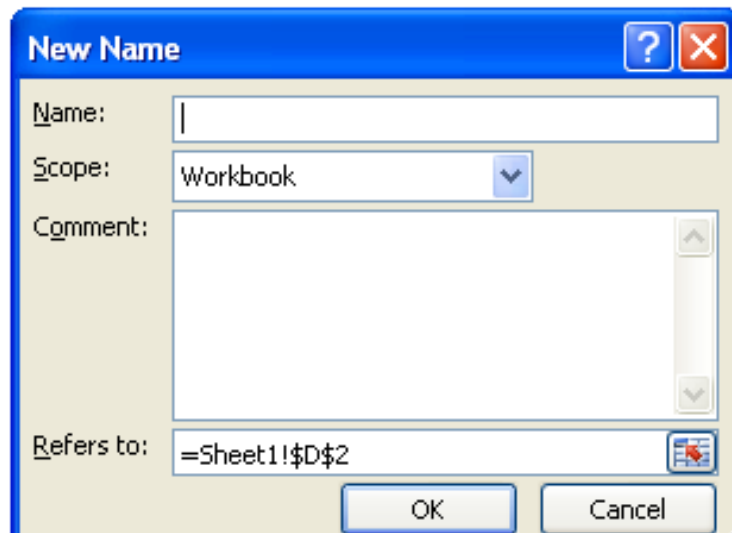 New Name ?
Name:
Scope: Workbook
Comment:
Refers to: =Sheet1!$D$2
OK Cancel